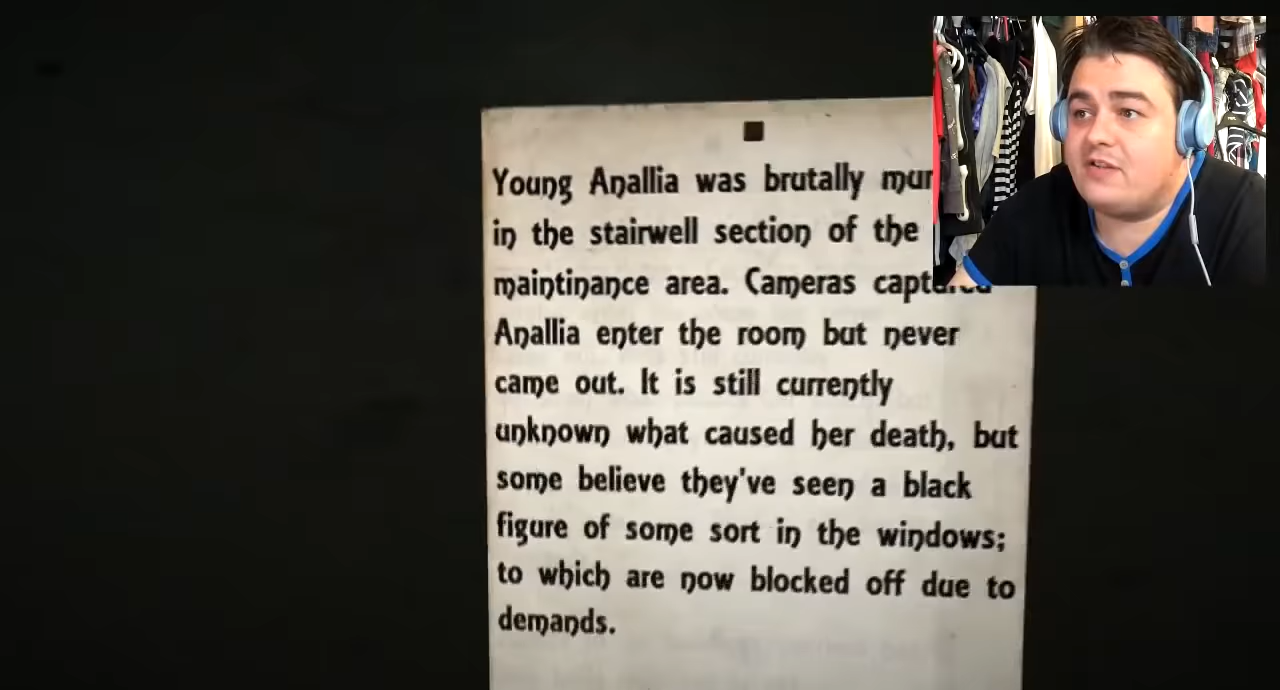 Young Anallia was brutally
in the stairwell section of the
maintinance area. Cameras captured
Anallia enter the room but never
came out. It is still currently
unknown what caused her death, but
some believe they've seen a black
figure of some sort in the windows;
to which are now blocked off due to
demands.